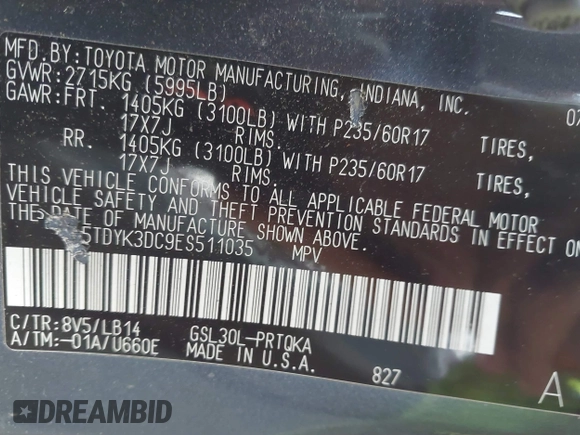 MFD.BY:TOYOTA MOTOR MANUFACTURING, INDIANA, INC. 07
GVWR:2715KG (5995LB)
GAWR:FRT. 1405KG (3100LB) WITH P235/60R17 TIRES,
17X7J RIMS.
RR. 1405KG (3100LB) WITH P235/60R17 TIRES,
17X7J RIMS.
THIS VEHICLE CONFORMS TO ALL APPLICABLE FEDERAL MOTOR
VEHICLE SAFETY AND THEFT PREVENTION STANDARDS IN
THE DATE OF MANUFACTURE SHOWN ABOVE.
5TDYK3DC9ES511035 MPV
C/TR:8V5/LB14 GSL30L-PRTQKA
A/TM:-01A/U660E MADE IN U.S.A.
827 A
DREAMBID